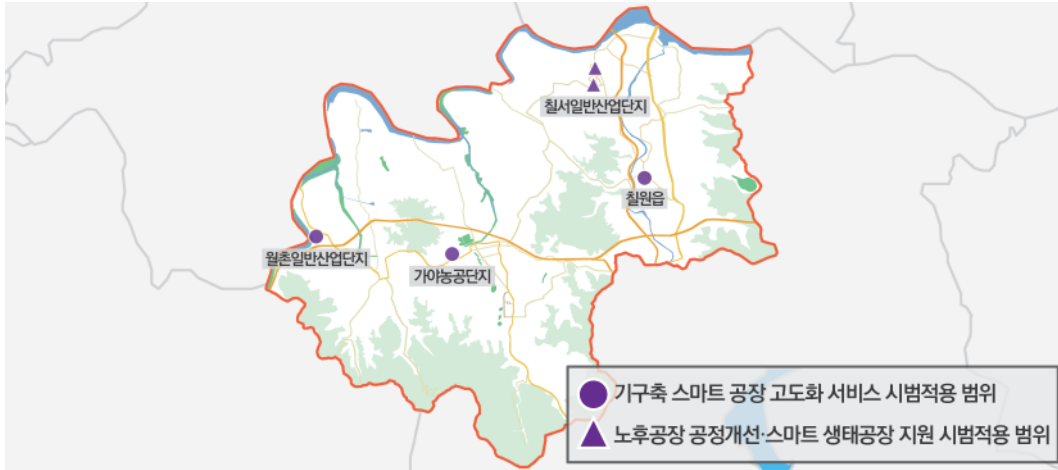 칠서일반산업단지
칠원읍
월촌일반산업단지
가야농공단지
기구축 스마트 공장 고도화 서비스 시범적용 범위
노후공장 공정개선·스마트 생태공장 지원 시범적용 범위